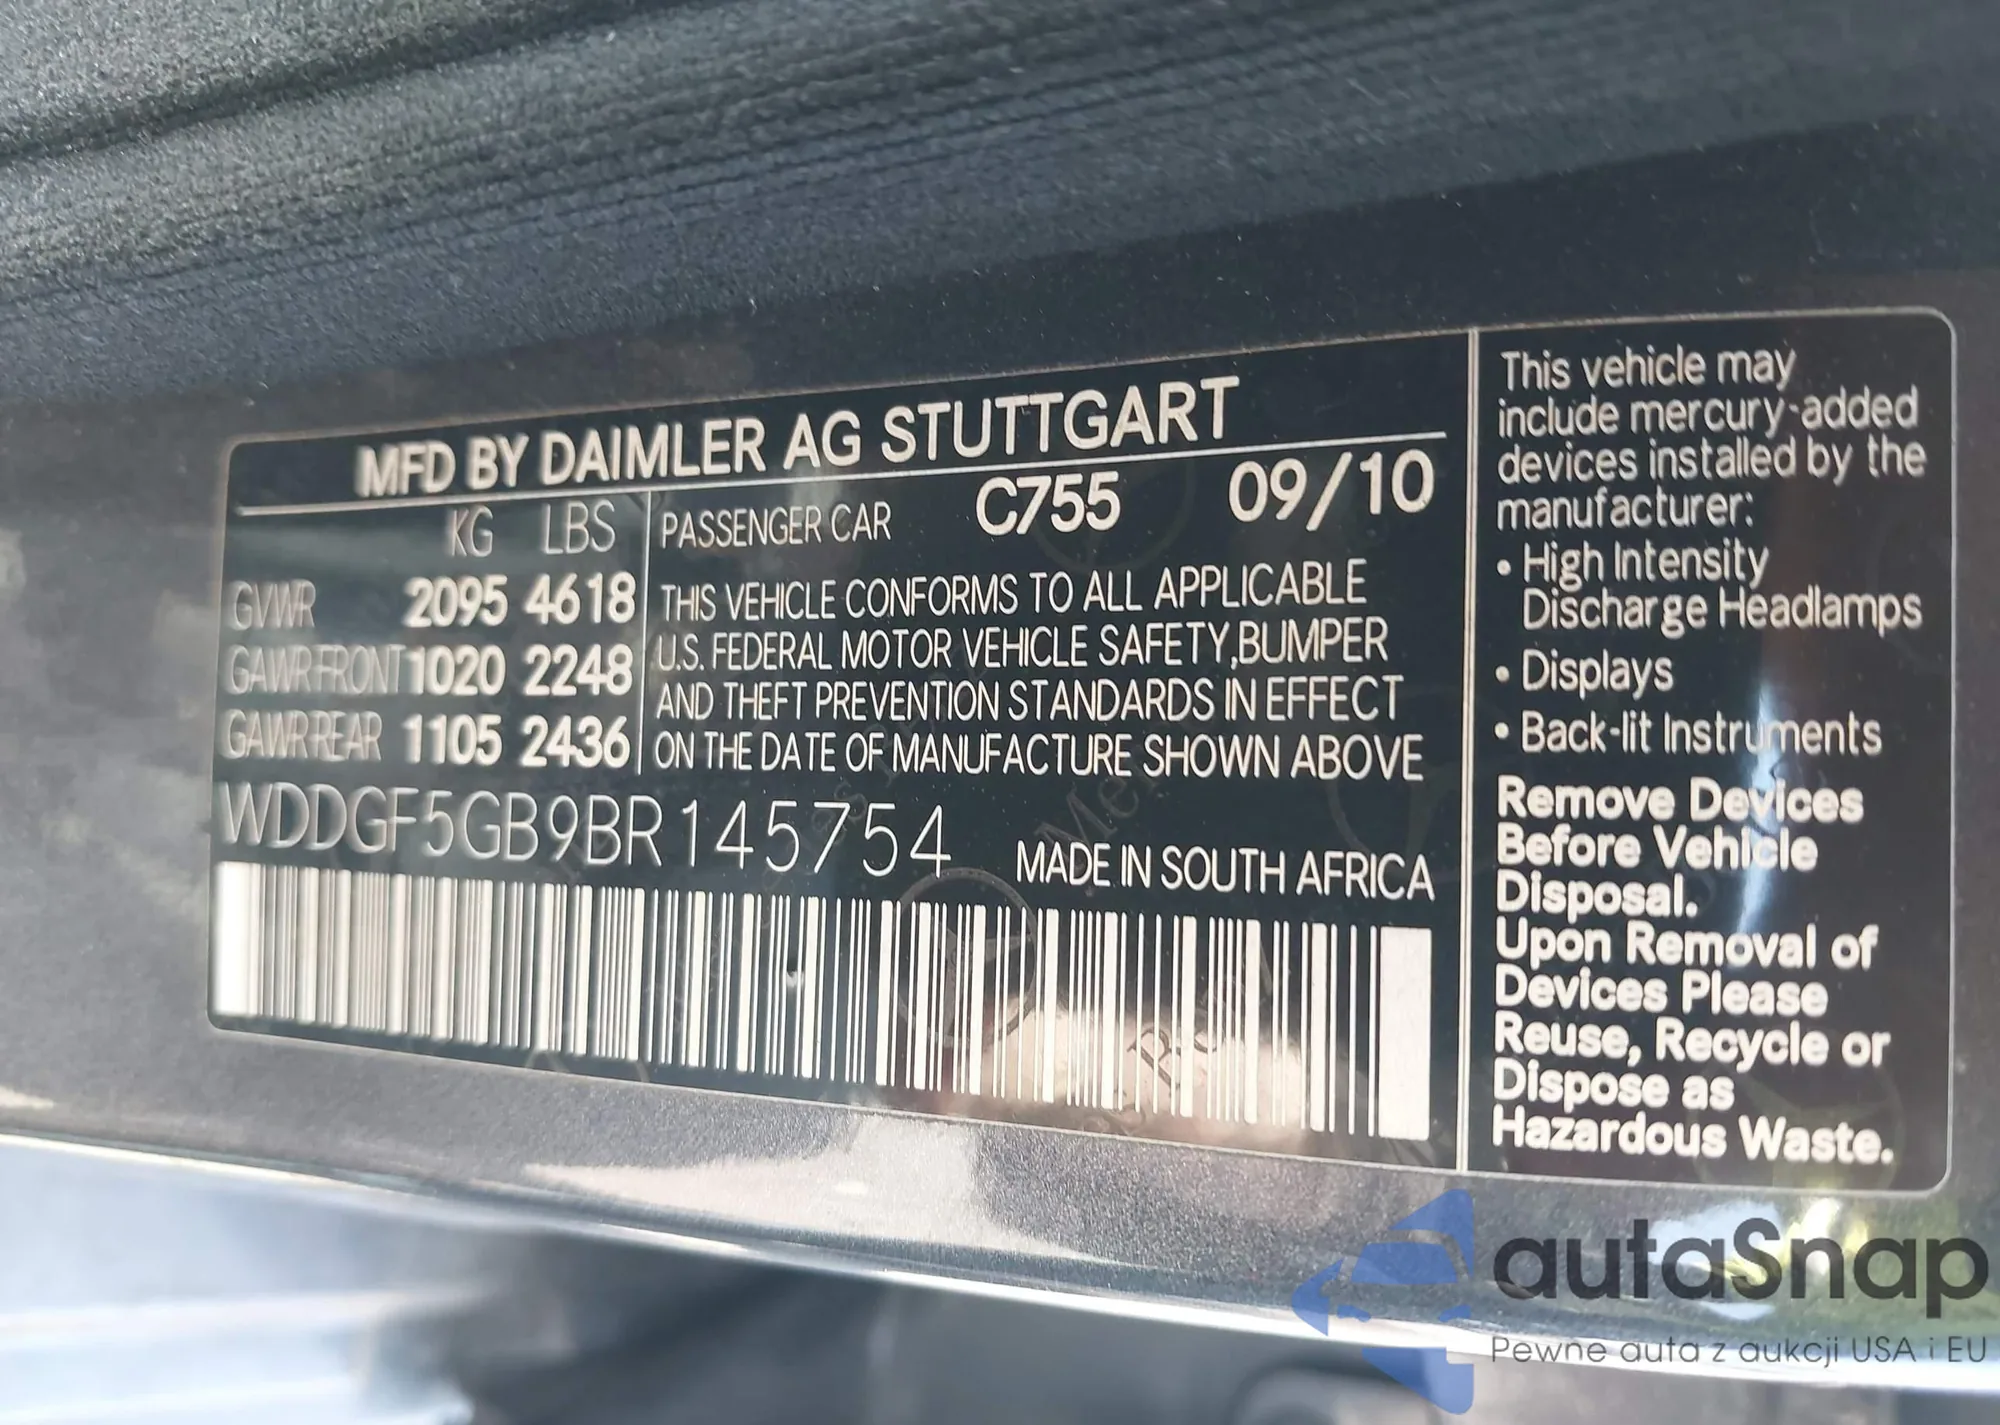 MFD BY DAIMLER AG STUTTGART
KG LBS
GVWR 2095 4618
GAWR FRONT 1020 2248
GAWR REAR 1105 2436
PASSENGER CAR C755 09/10
THIS VEHICLE CONFORMS TO ALL APPLICABLE
U.S. FEDERAL MOTOR VEHICLE SAFETY,BUMPER
AND THEFT PREVENTION STANDARDS IN EFFECT
ON THE DATE OF MANUFACTURE SHOWN ABOVE
WDDGF5GB9BR145754
MADE IN SOUTH AFRICA
This vehicle may
include mercury-added
devices installed by the
manufacturer:
• High Intensity
Discharge Headlamps
• Displays
• Back-lit Instruments
Remove Devices
Before Vehicle
Disposal.
Upon Removal of
Devices Please
Reuse, Recycle or
Dispose as
Hazardous Waste.
autaSnap
Pewne auta z aukcji USA i EU